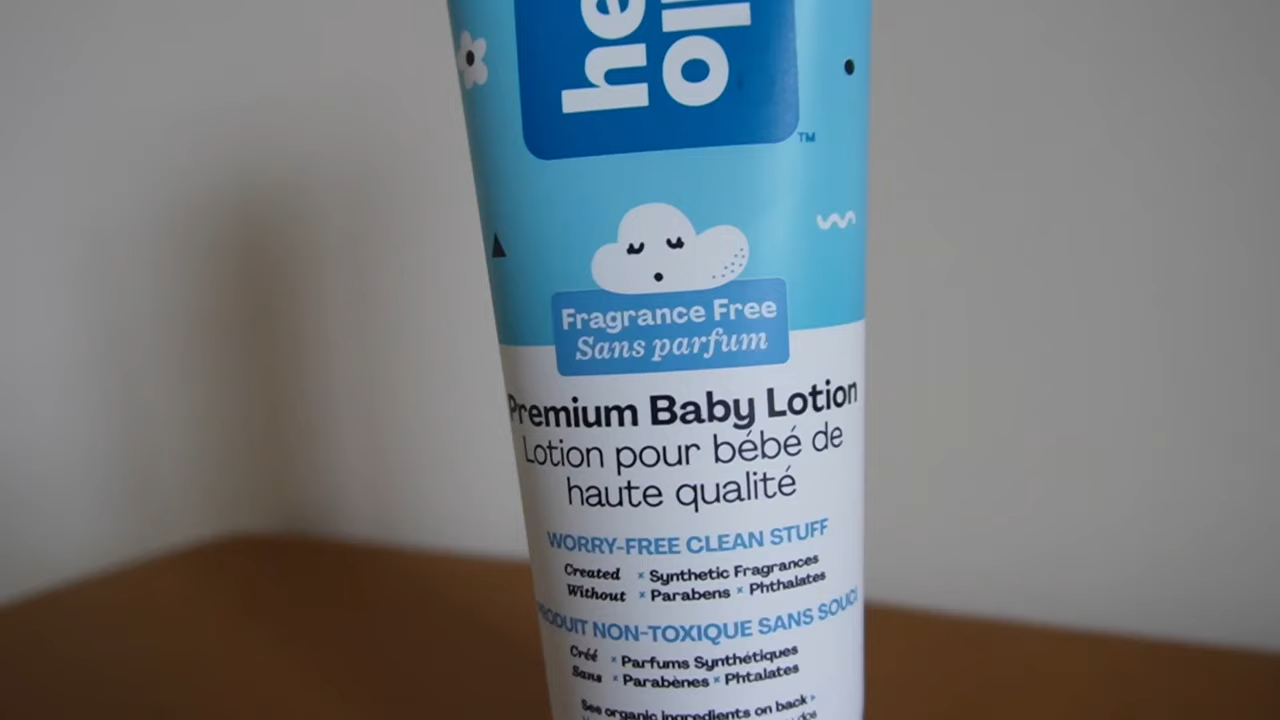 he
™
Fragrance Free
Sans parfum
Premium Baby Lotion
Lotion pour bébé de
haute qualité
WORRY-FREE CLEAN STUFF
Created × Synthetic Fragrances
Without × Parabens × Phthalates
PRODUIT NON-TOXIQUE SANS SOUCI
Créé × Parfums Synthétiques
Sans × Parabènes × Phtalates
See organic ingredients on back
dos